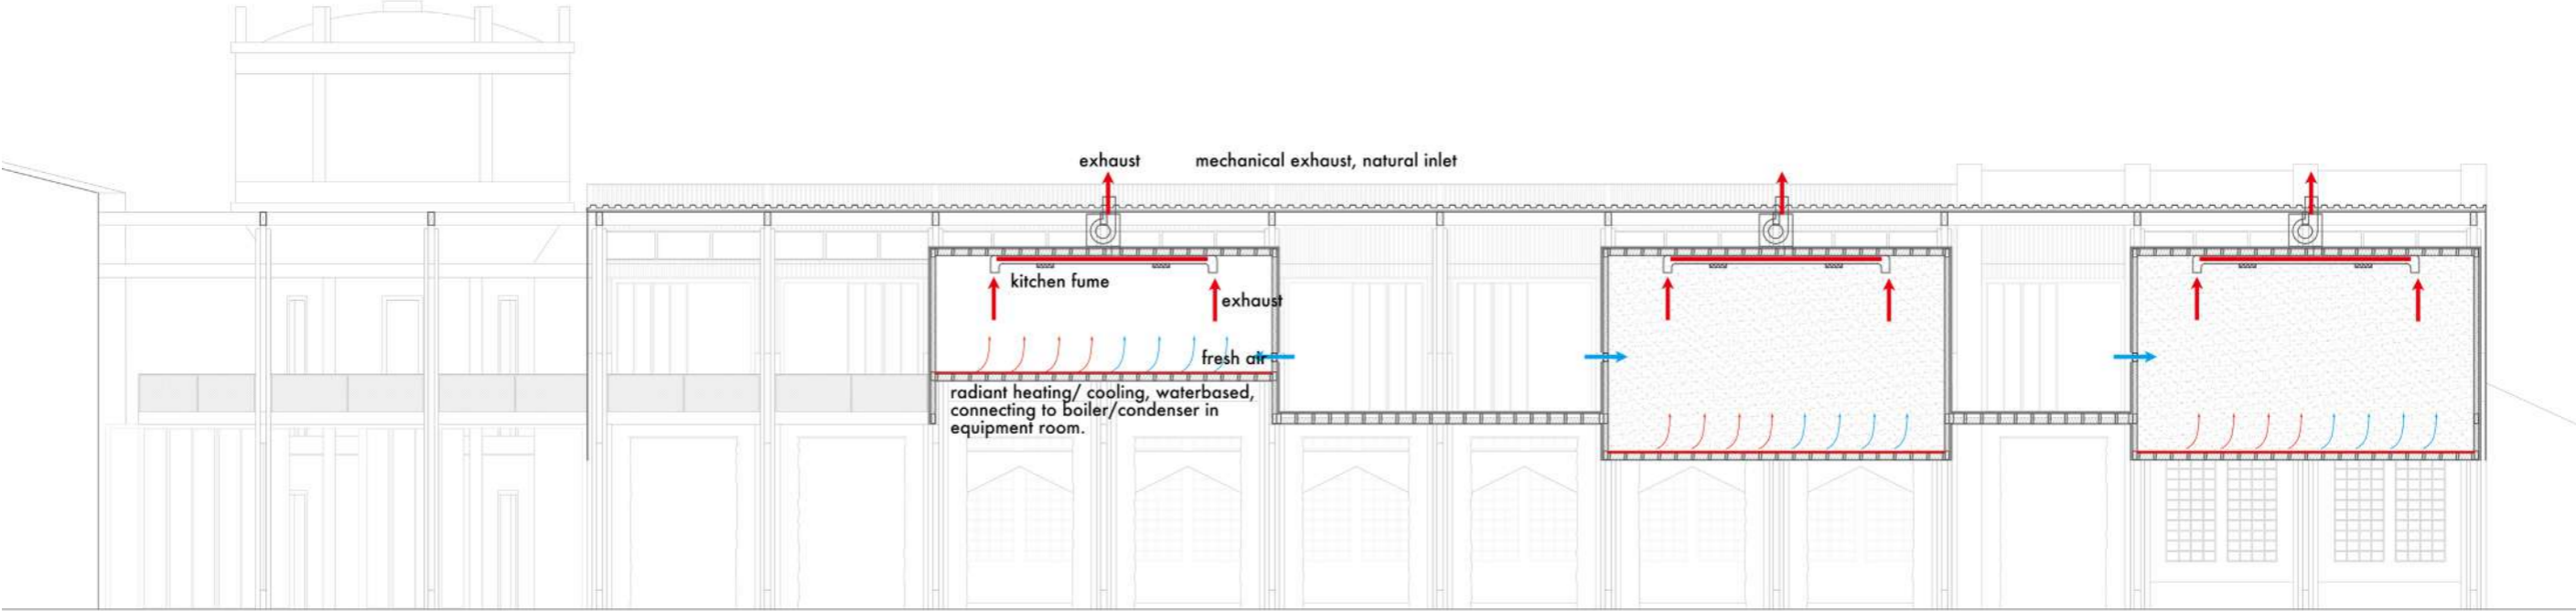 exhaust
mechanical exhaust, natural inlet
kitchen fume
exhaust
fresh air
radiant heating/ cooling, waterbased,
connecting to boiler/condenser in
equipment room.